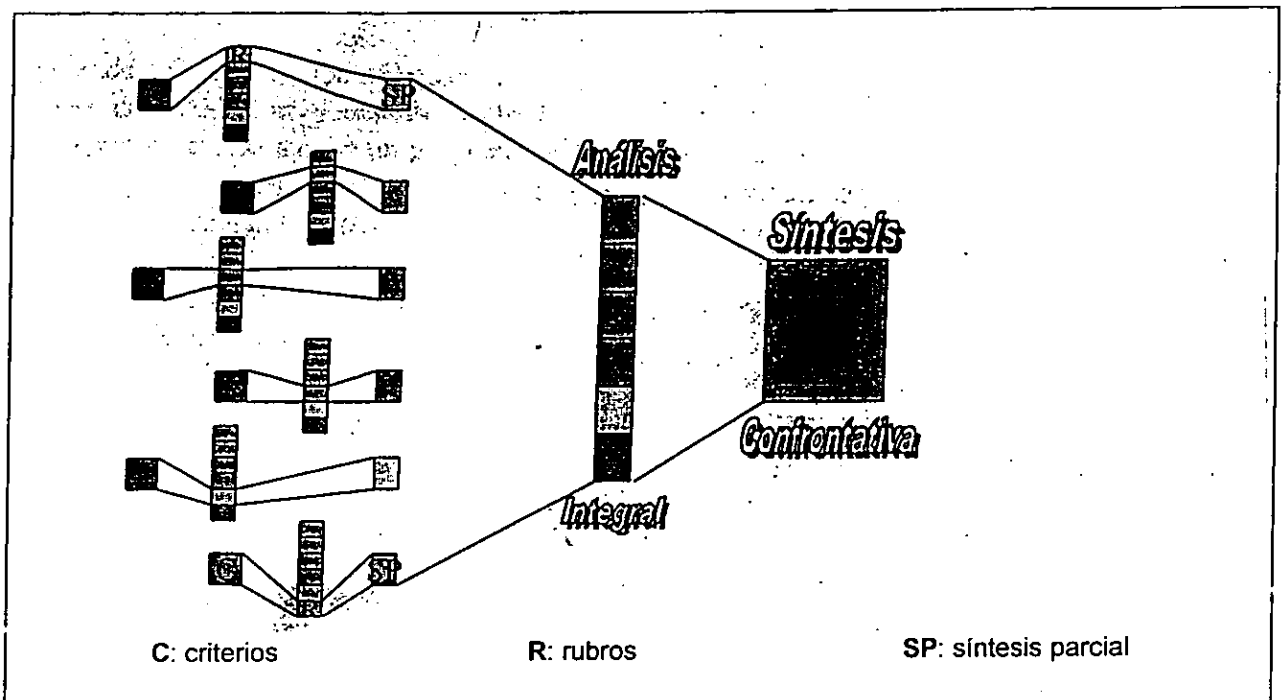 R
SP
Análisis
Síntesis
Confrontativa
Integral
C
SP
R
C: criterios R: rubros SP: síntesis parcial